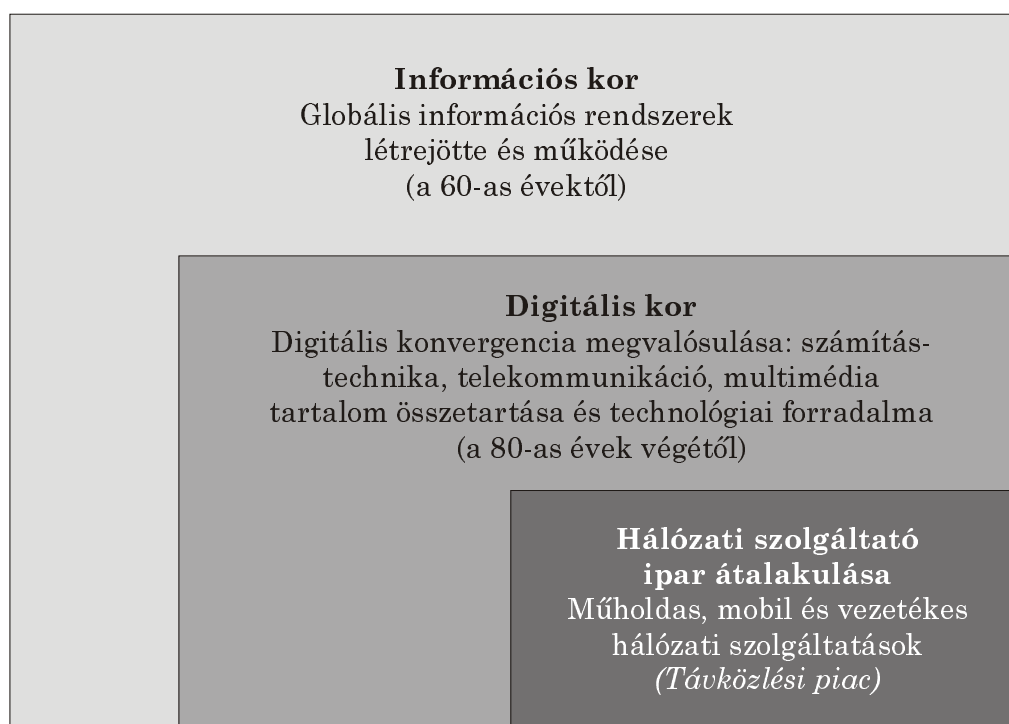 Információs kor
Globális információs rendszerek
létrejötte és működése
(a 60-as évektől)
Digitális kor
Digitális konvergencia megvalósulása: számítás-
technika, telekommunikáció, multimédia
tartalom összetartása és technológiai forradalma
(a 80-as évek végétől)
Hálózati szolgáltató
ipar átalakulása
Műholdas, mobil és vezetékes
hálózati szolgáltatások
(Távközlési piac)